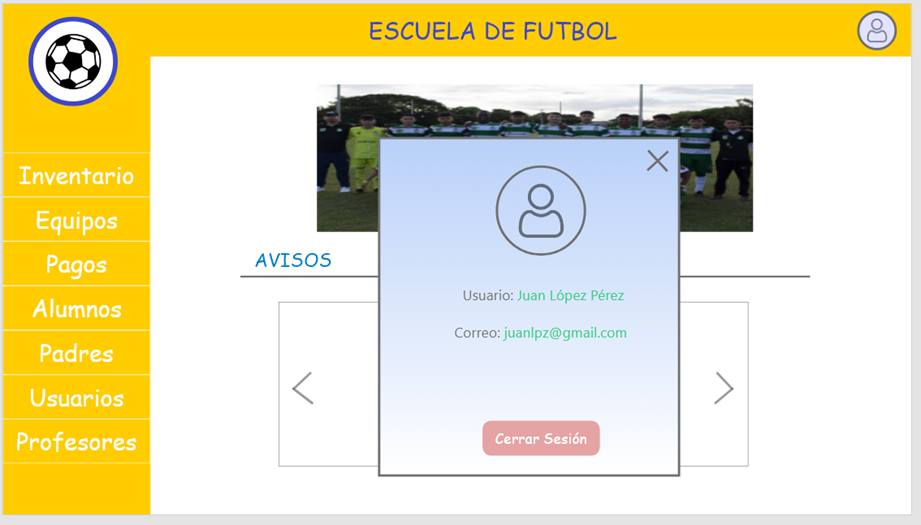 ESCUELA DE FUTBOL
Inventario
Equipos
Pagos
Alumnos
Padres
Usuarios
Profesores
AVISOS
Usuario: Juan López Pérez
Correo: juanlpz@gmail.com
Cerrar Sesión